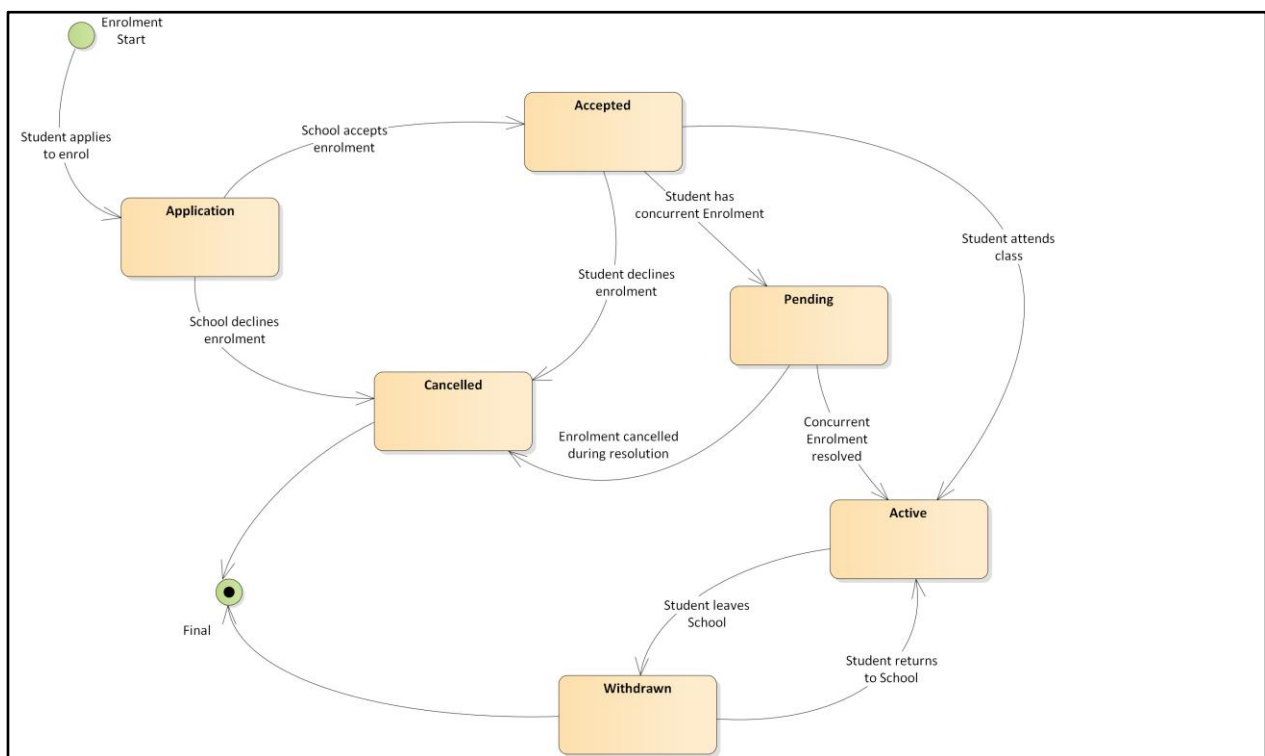 Enrolment
Start
Student applies
to enrol
School accepts
enrolment
Accepted
Application
Student has
concurrent Enrolment
Student attends
class
Student declines
enrolment
Pending
School declines
enrolment
Cancelled
Enrolment cancelled
during resolution
Concurrent
Enrolment
resolved
Active
Student leaves
School
Final
Student returns
to School
Withdrawn